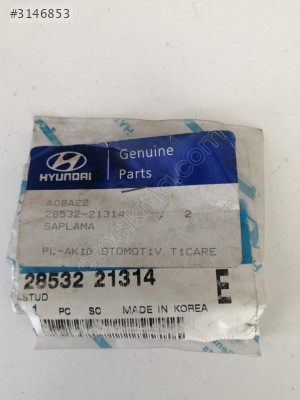 #3146853
HYUNDAI
Genuine
Parts
A08A22
28532-21314
2
SAPLAMA
PL-AKID OTOMOTIV TiCARE
28532 21314
E
STUD
1 PC SC MADE IN KOREA